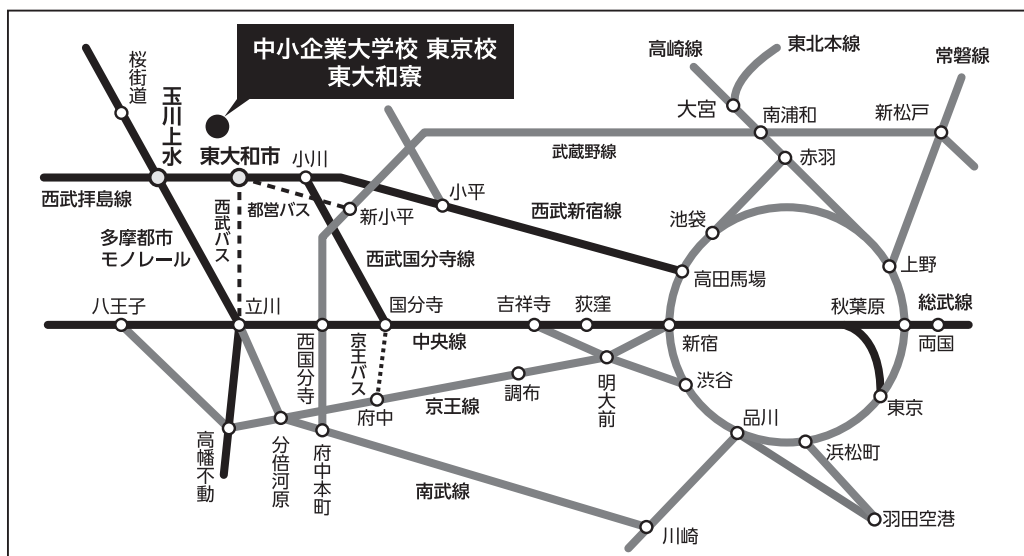 中小企業大学校 東京校
東大和寮
高崎線
東北本線
常磐線
桜街道
玉川上水
大宮
南浦和
新松戸
東大和市
小川
武蔵野線
赤羽
西武拝島線
西武バス
都営バス
新小平
小平
西武新宿線
池袋
多摩都市
モノレール
西武国分寺線
高田馬場
上野
八王子
立川
国分寺
吉祥寺
荻窪
秋葉原
総武線
西国分寺
京王バス
中央線
新宿
両国
明大前
渋谷
調布
京王線
府中
東京
品川
高幡不動
分倍河原
府中本町
浜松町
南武線
羽田空港
川崎